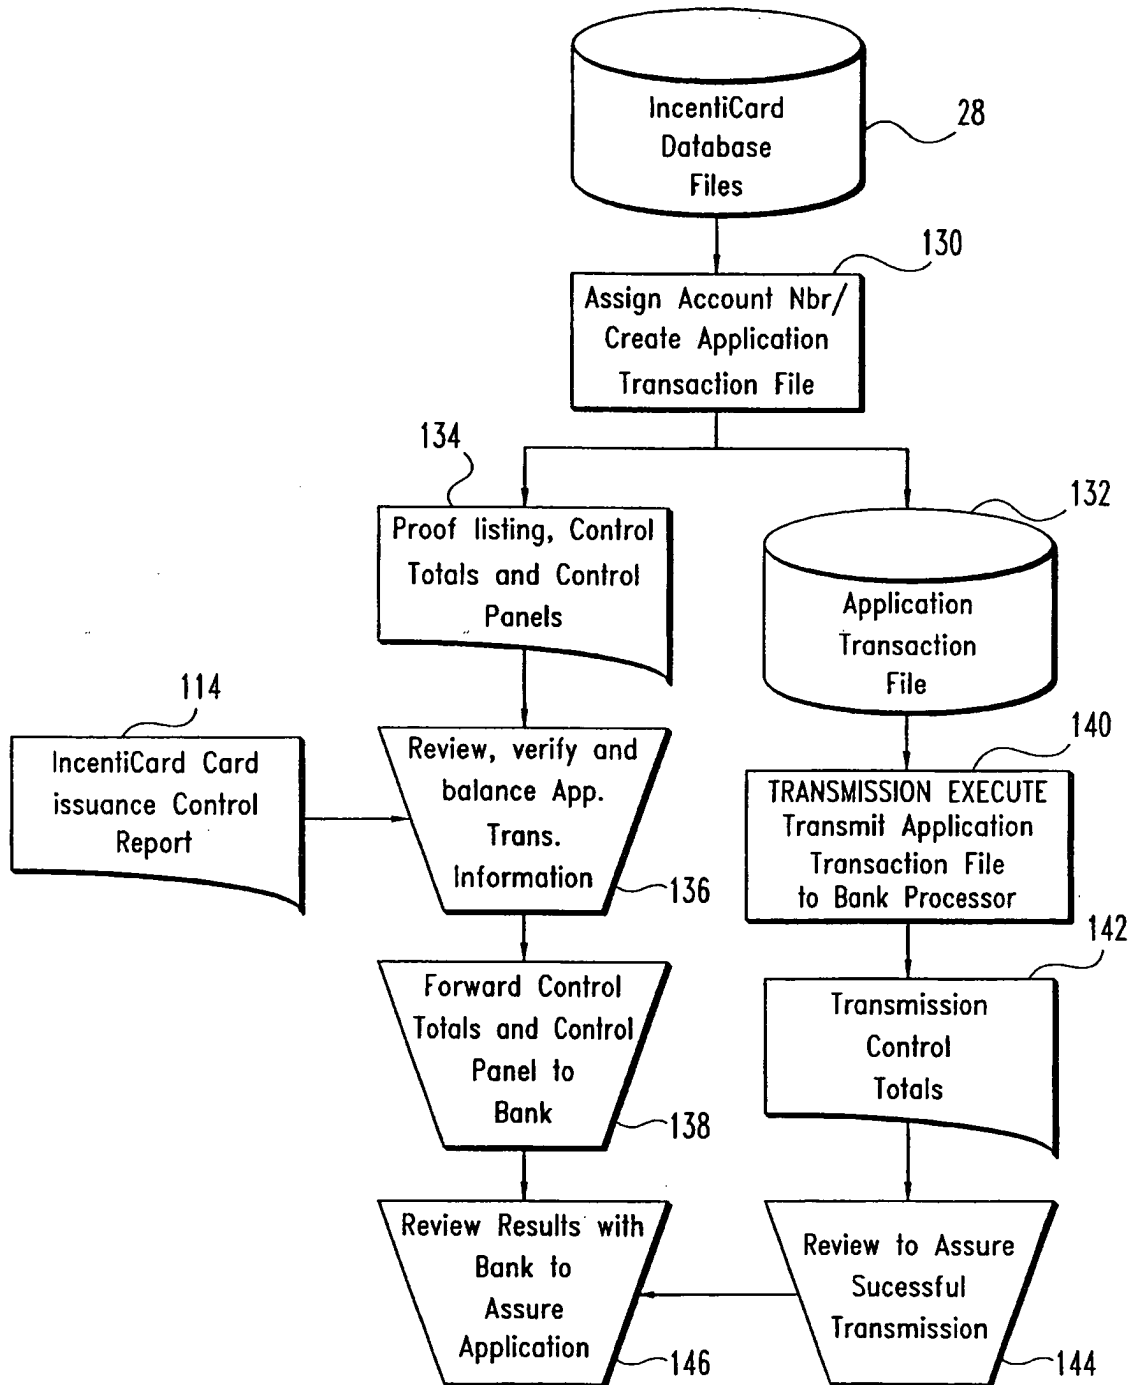 IncentiCard
Database
Files
28
130
Assign Account Nbr/
Create Application
Transaction File
134
Proof listing, Control
Totals and Control
Panels
132
Application
Transaction
File
114
IncentiCard Card
issuance Control
Report
Review, verify and
balance App.
Trans.
Information
136
140
TRANSMISSION EXECUTE
Transmit Application
Transaction File
to Bank Processor
Forward Control
Totals and Control
Panel to
Bank
138
142
Transmission
Control
Totals
Review Results with
Bank to
Assure
Application
146
Review to Assure
Sucessful
Transmission
144